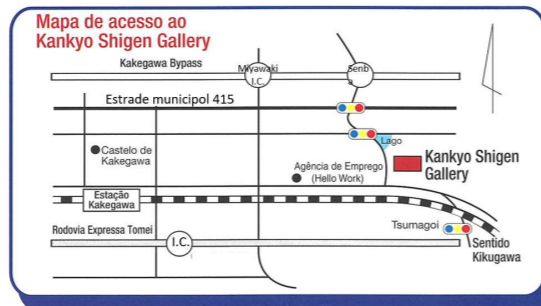 Mapa de acesso ao
Kankyo Shigen Gallery
Kakegawa Bypass
Miyawaki
I.C.
Senb
a
Estrade municipol 415
Lago
Castelo de
Kakegawa
Agência de Emprego
(Hello Work)
Kankyo Shigen
Gallery
Estação
Kakegawa
Tsumagoi
Rodovia Expressa Tomei
I.C.
Sentido
Kikugawa